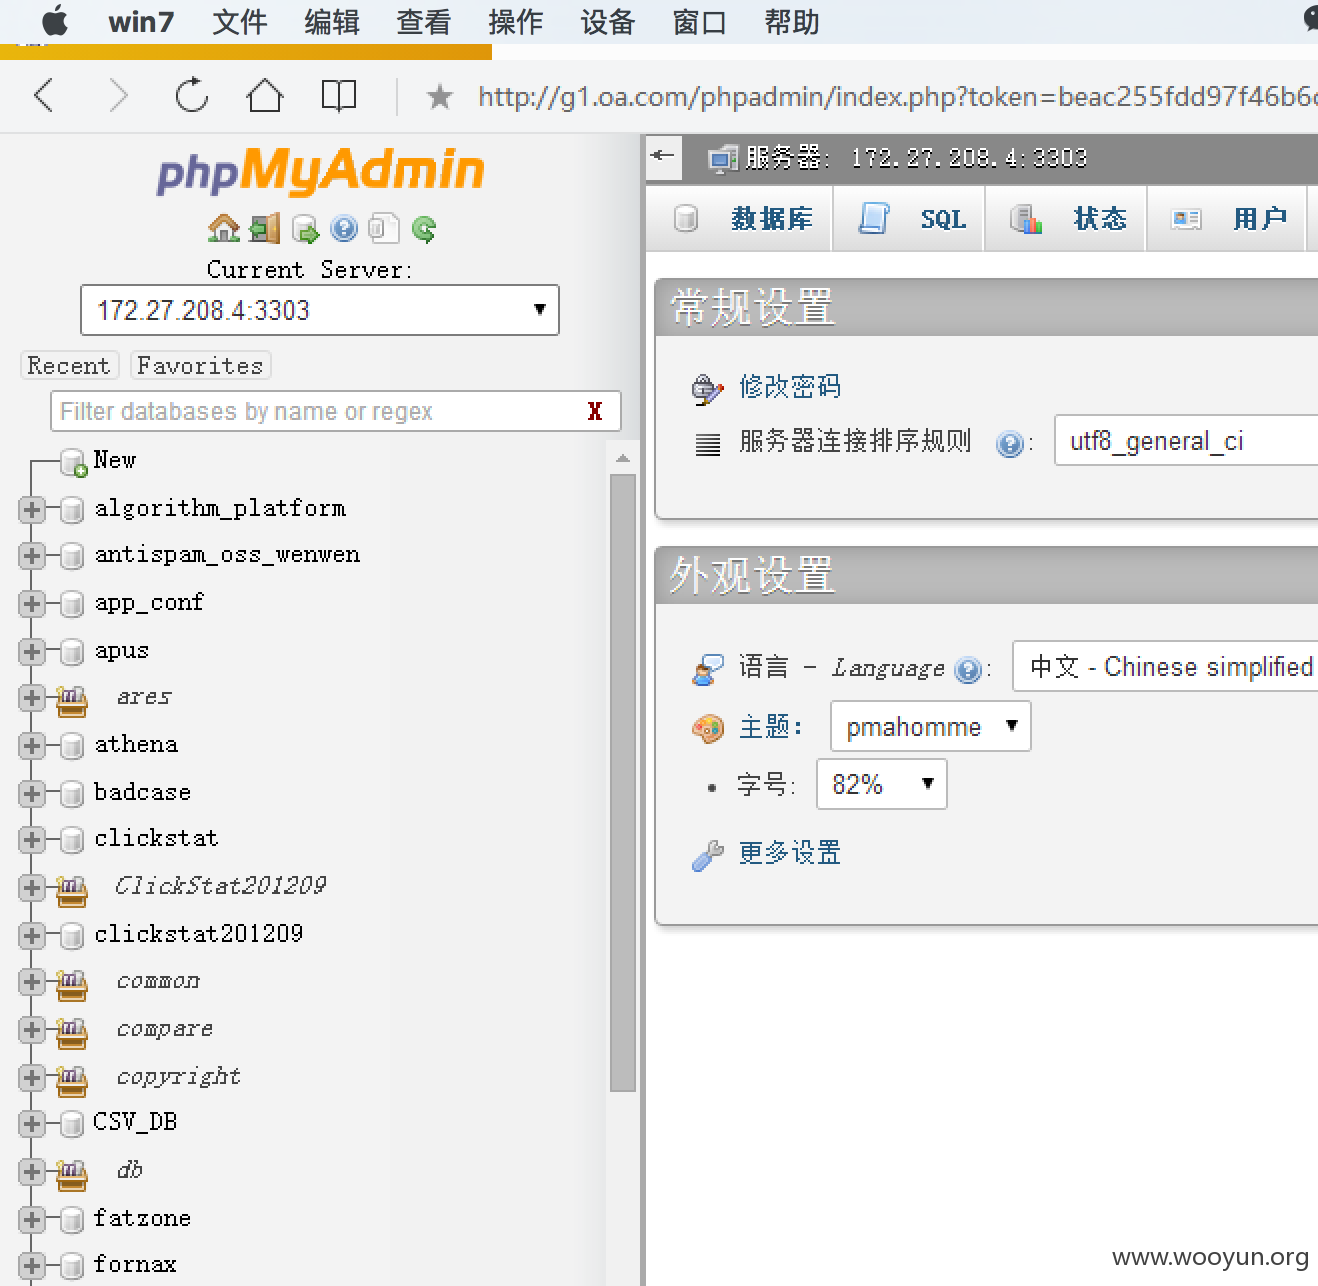 win7 文件 编辑 查看 操作 设备 窗口 帮助
http://g1.oa.com/phpadmin/index.php?token=beac255fdd97f46b6
phpMyAdmin
Current Server:
172.27.208.4:3303
Recent Favorites
Filter databases by name or regex X
New
algorithm_platform
antispam_oss_wenwen
app_conf
apus
ares
athena
badcase
clickstat
ClickStat201209
clickstat201209
common
compare
copyright
CSV_DB
db
fatzone
fornax
服务器: 172.27.208.4:3303
数据库 SQL 状态 用户
常规设置
修改密码
服务器连接排序规则 : utf8_general_ci
外观设置
语言 - Language : 中文 - Chinese simplified
主题: pmahomme
字号: 82%
更多设置
www.wooyun.org